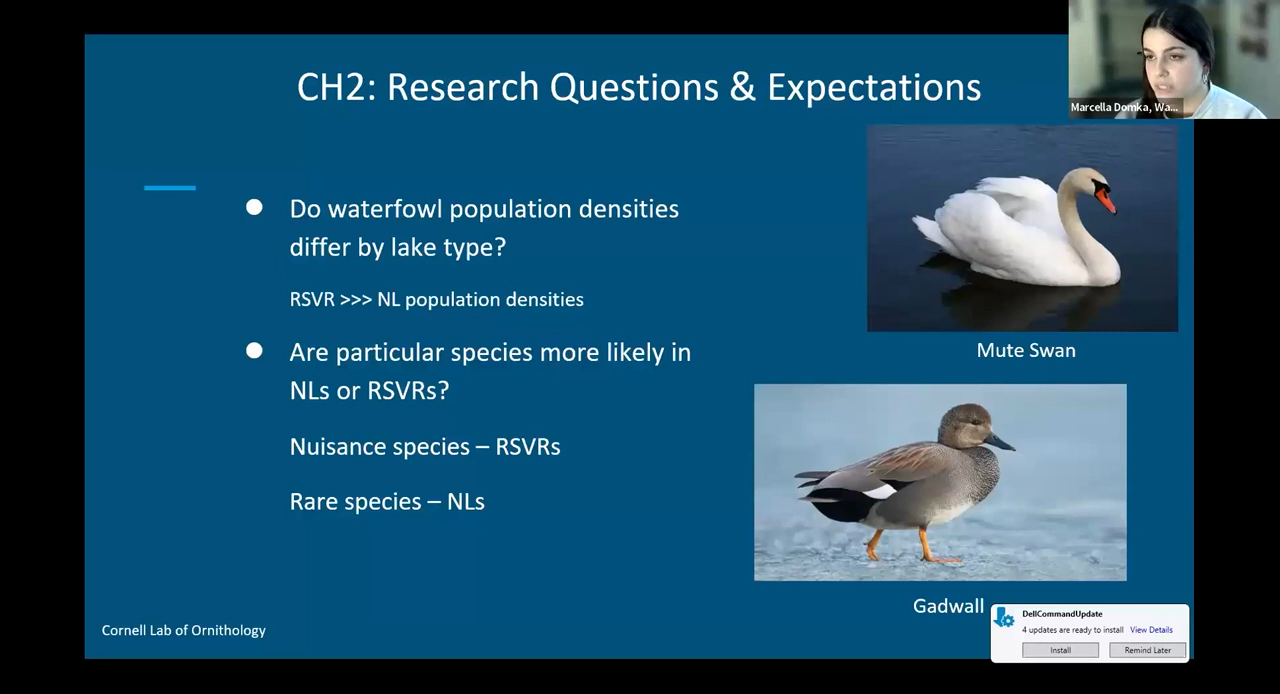 CH2: Research Questions & Expectations
Marcella Domka, Wa...
● Do waterfowl population densities
differ by lake type?
RSVR >>> NL population densities
● Are particular species more likely in
NLs or RSVRs?
Nuisance species – RSVRs
Rare species – NLs
Mute Swan
Gadwall
Cornell Lab of Ornithology
DellCommandUpdate
4 updates are ready to install View Details
Install Remind Later